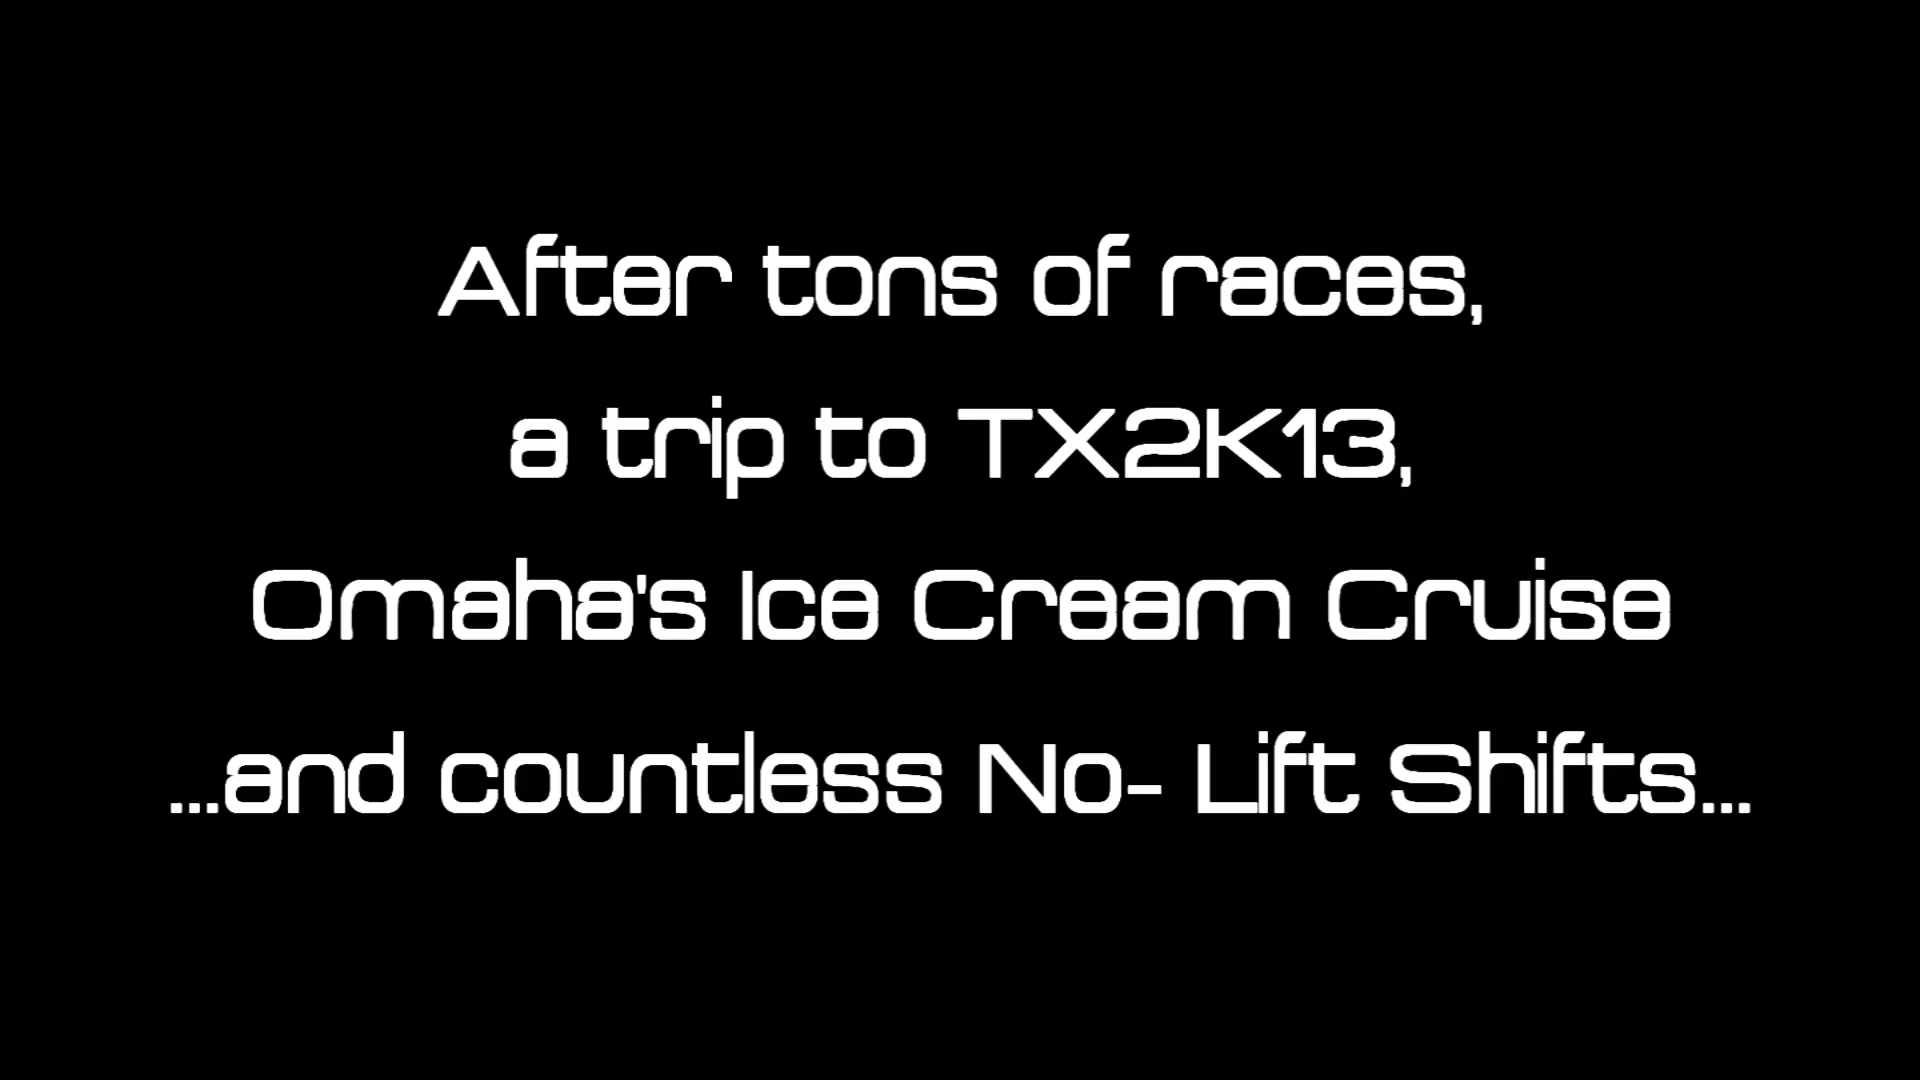 After tons of races,
a trip to TX2K13,
Omaha's Ice Cream Cruise
...and countless No- Lift Shifts...